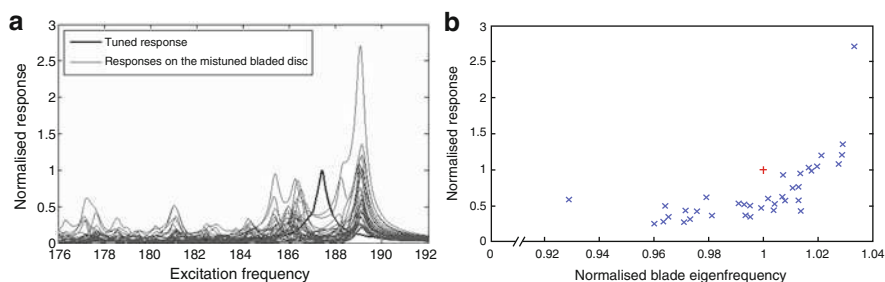 a
3
2.5
2
1.5
1
0.5
0
Normalised response
Tuned response
Responses on the mistuned bladed disc
176 178 180 182 184 186 188 190 192
Excitation frequency
b
3
2.5
2
1.5
1
0.5
0
Normalised response
0 0.92 0.94 0.96 0.98 1 1.02 1.04
Normalised blade eigenfrequency